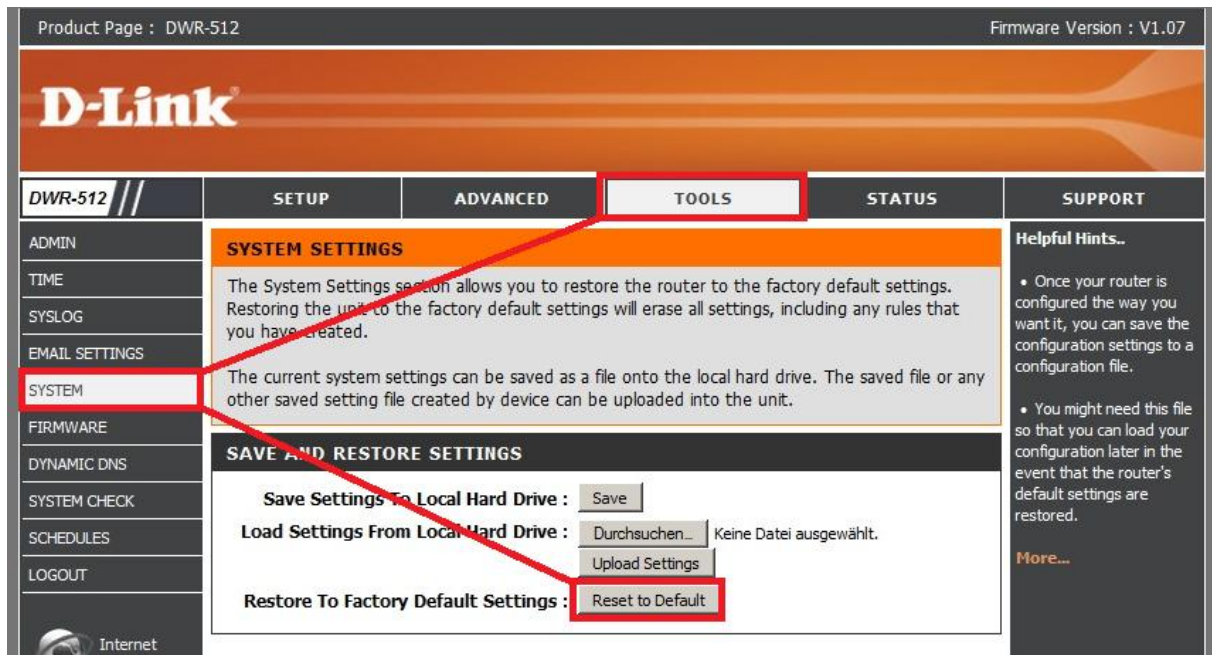 Product Page : DWR-512
Firmware Version : V1.07
D-Link
DWR-512
SETUP
ADVANCED
TOOLS
STATUS
SUPPORT
ADMIN
TIME
SYSLOG
EMAIL SETTINGS
SYSTEM
FIRMWARE
DYNAMIC DNS
SYSTEM CHECK
SCHEDULES
LOGOUT
Internet
SYSTEM SETTINGS
The System Settings section allows you to restore the router to the factory default settings.
Restoring the unit to the factory default settings will erase all settings, including any rules that
you have created.
The current system settings can be saved as a file onto the local hard drive. The saved file or any
other saved setting file created by device can be uploaded into the unit.
SAVE AND RESTORE SETTINGS
Save Settings To Local Hard Drive : Save
Load Settings From Local Hard Drive : Durchsuchen... Keine Datei ausgewählt.
Upload Settings
Restore To Factory Default Settings : Reset to Default
Helpful Hints..
• Once your router is
configured the way you
want it, you can save the
configuration settings to a
configuration file.
• You might need this file
so that you can load your
configuration later in the
event that the router's
default settings are
restored.
More...